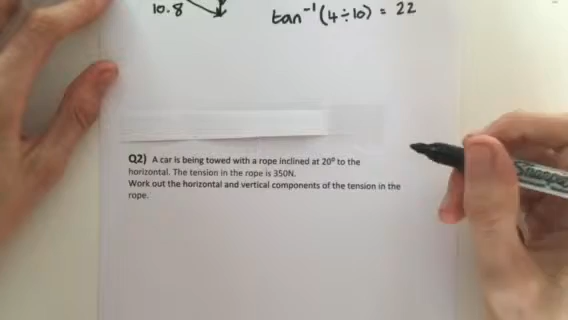 10.8
tan⁻¹(4÷10) = 22
Q2) A car is being towed with a rope inclined at 20º to the
horizontal. The tension in the rope is 350N.
Work out the horizontal and vertical components of the tension in the
rope.
Sharpie